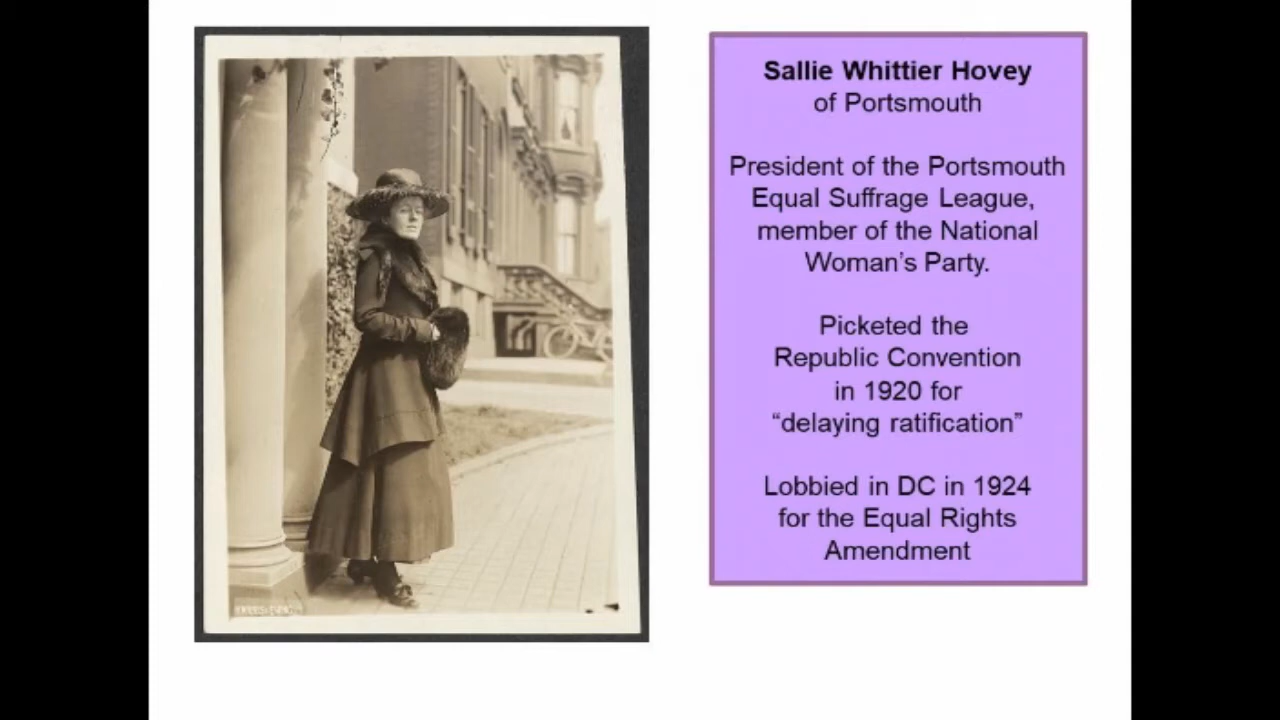 Sallie Whittier Hovey
of Portsmouth
President of the Portsmouth
Equal Suffrage League,
member of the National
Woman’s Party.
Picketed the
Republic Convention
in 1920 for
“delaying ratification”
Lobbied in DC in 1924
for the Equal Rights
Amendment